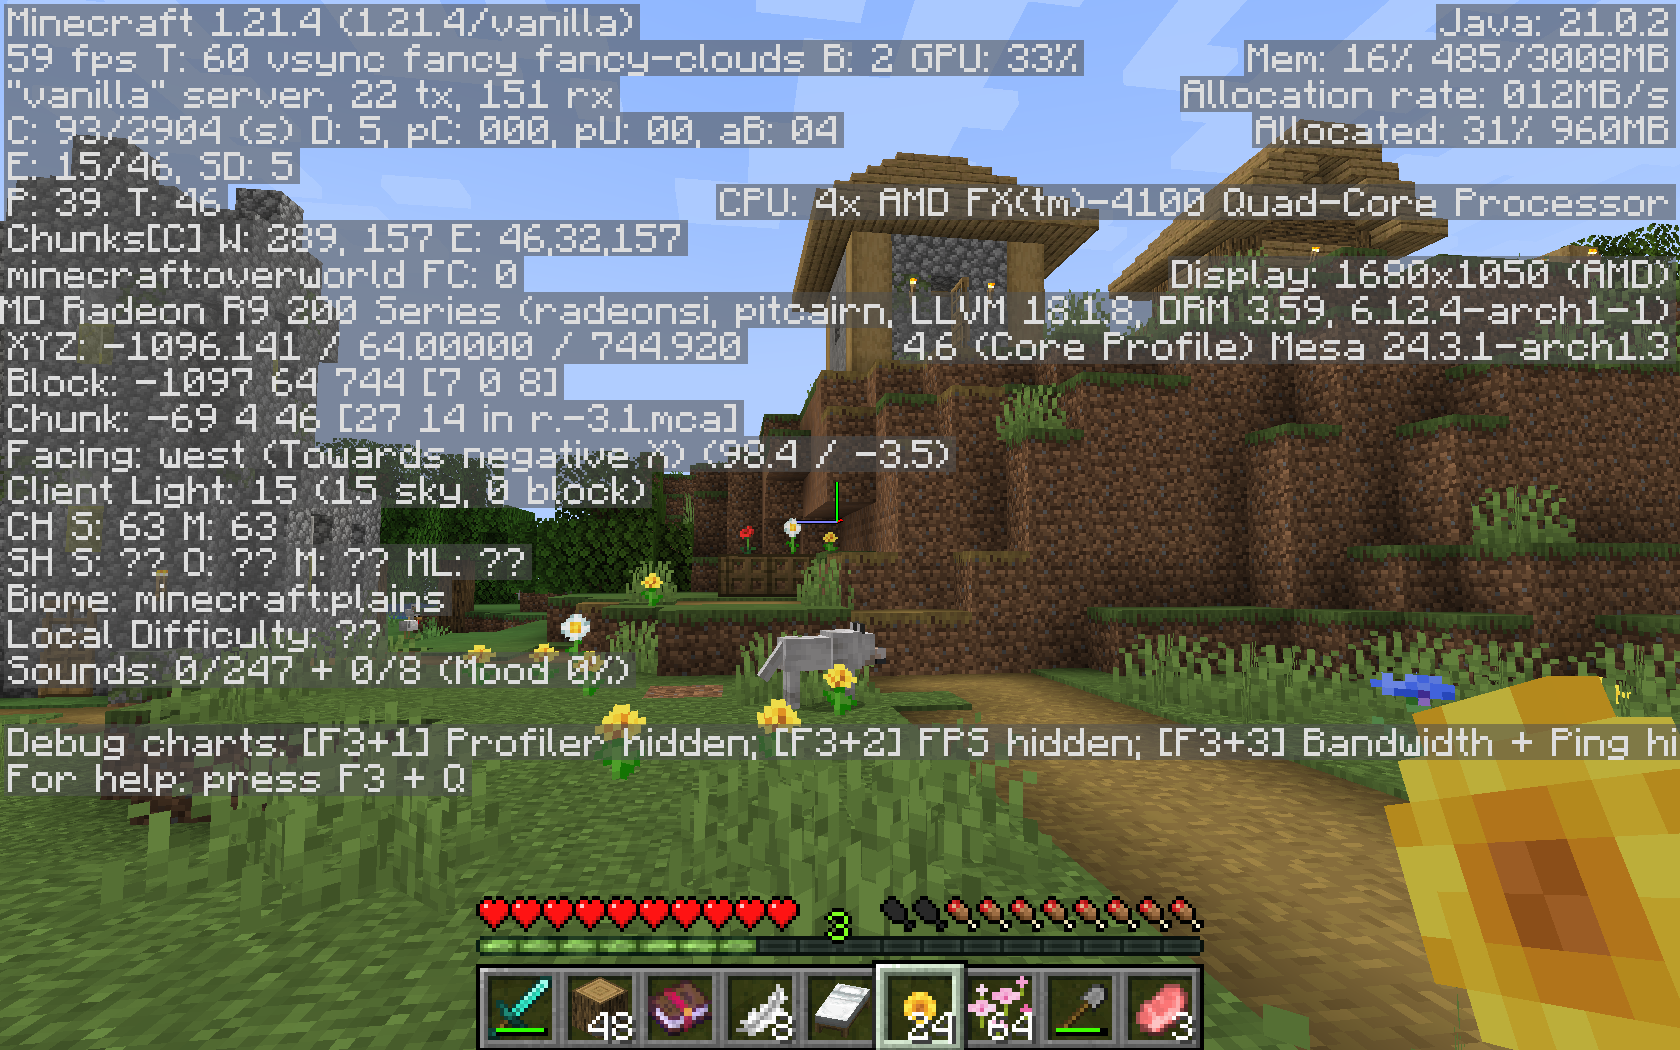 Minecraft 1.21.4 (1.21.4/vanilla)
59 fps T: 60 vsync fancy fancy-clouds B: 2 GPU: 33%
"vanilla" server, 22 tx, 151 rx
C: 93/2904 (s) D: 5, pC: 000, pU: 00, aB: 04
E: 15/46, SD: 5
P: 39. T: 46
Chunks[C] W: 289, 157 E: 46,32,157
minecraft:overworld FC: 0
XYZ: -1096.141 / 64.00000 / 744.920
Block: -1097 64 744 [7 0 8]
Chunk: -69 4 46 [27 14 in r.-3.1.mca]
Facing: west (Towards negative X) (98.4 / -3.5)
Client Light: 15 (15 sky, 0 block)
CH S: 63 M: 63
SH S: ?? O: ?? M: ?? ML: ??
Biome: minecraft:plains
Local Difficulty: ??
Sounds: 0/247 + 0/8 (Mood 0%)
Debug charts: [F3+1] Profiler hidden; [F3+2] FPS hidden; [F3+3] Bandwidth + Ping hi
For help: press F3 + Q
Java: 21.0.2
Mem: 16% 485/3008MB
Allocation rate: 012MB/s
Allocated: 31% 960MB
CPU: 4x AMD FX(tm)-4100 Quad-Core Processor
Display: 1680x1050 (AMD)
MD Radeon R9 200 Series (radeonsi, pitcairn, LLVM 18.1.8, DRM 3.59, 6.12.4-arch1-1)
4.6 (Core Profile) Mesa 24.3.1-arch1.3
3
48
8
24
64
3